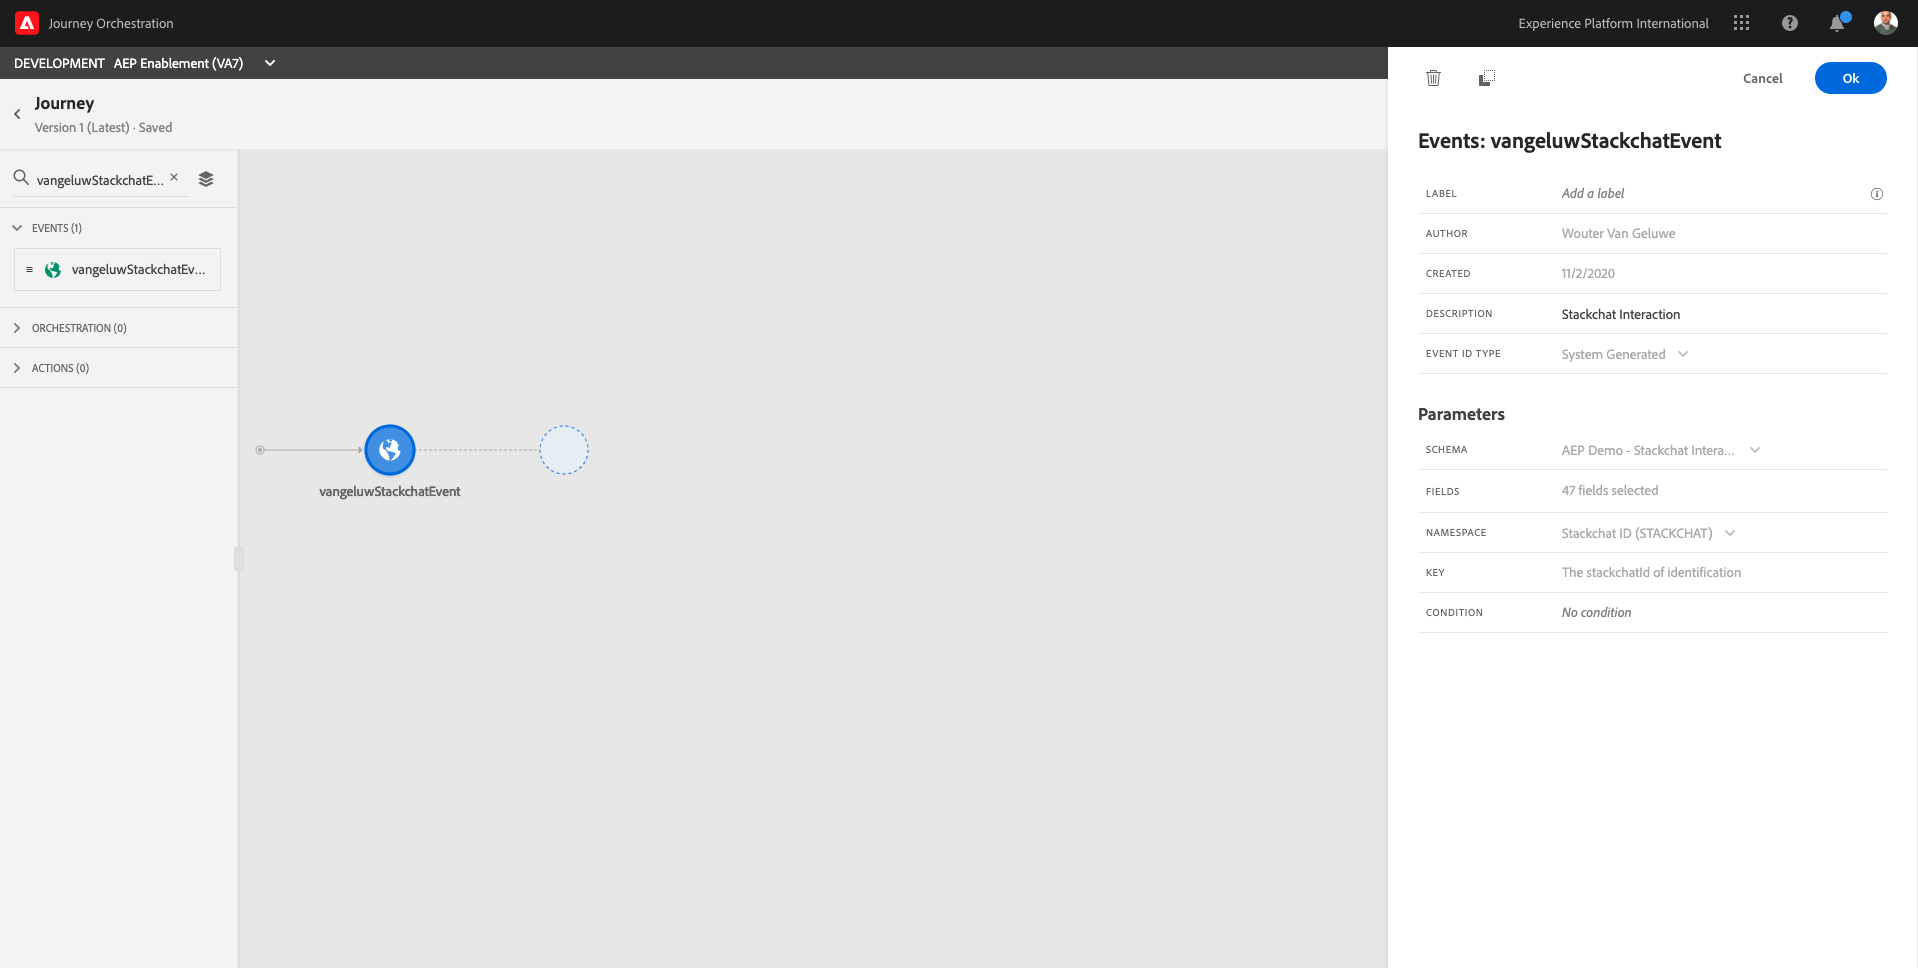 Journey Orchestration
Experience Platform International
DEVELOPMENT AEP Enablement (VA7)
Journey
Version 1 (Latest) · Saved
vangeluwStackchatE...
EVENTS (1)
vangeluwStackchatEv...
ORCHESTRATION (0)
ACTIONS (0)
vangeluwStackchatEvent
Cancel
Ok
Events: vangeluwStackchatEvent
LABEL Add a label
AUTHOR Wouter Van Geluwe
CREATED 11/2/2020
DESCRIPTION Stackchat Interaction
EVENT ID TYPE System Generated
Parameters
SCHEMA AEP Demo - Stackchat Intera...
FIELDS 47 fields selected
NAMESPACE Stackchat ID (STACKCHAT)
KEY The stackchatId of identification
CONDITION No condition